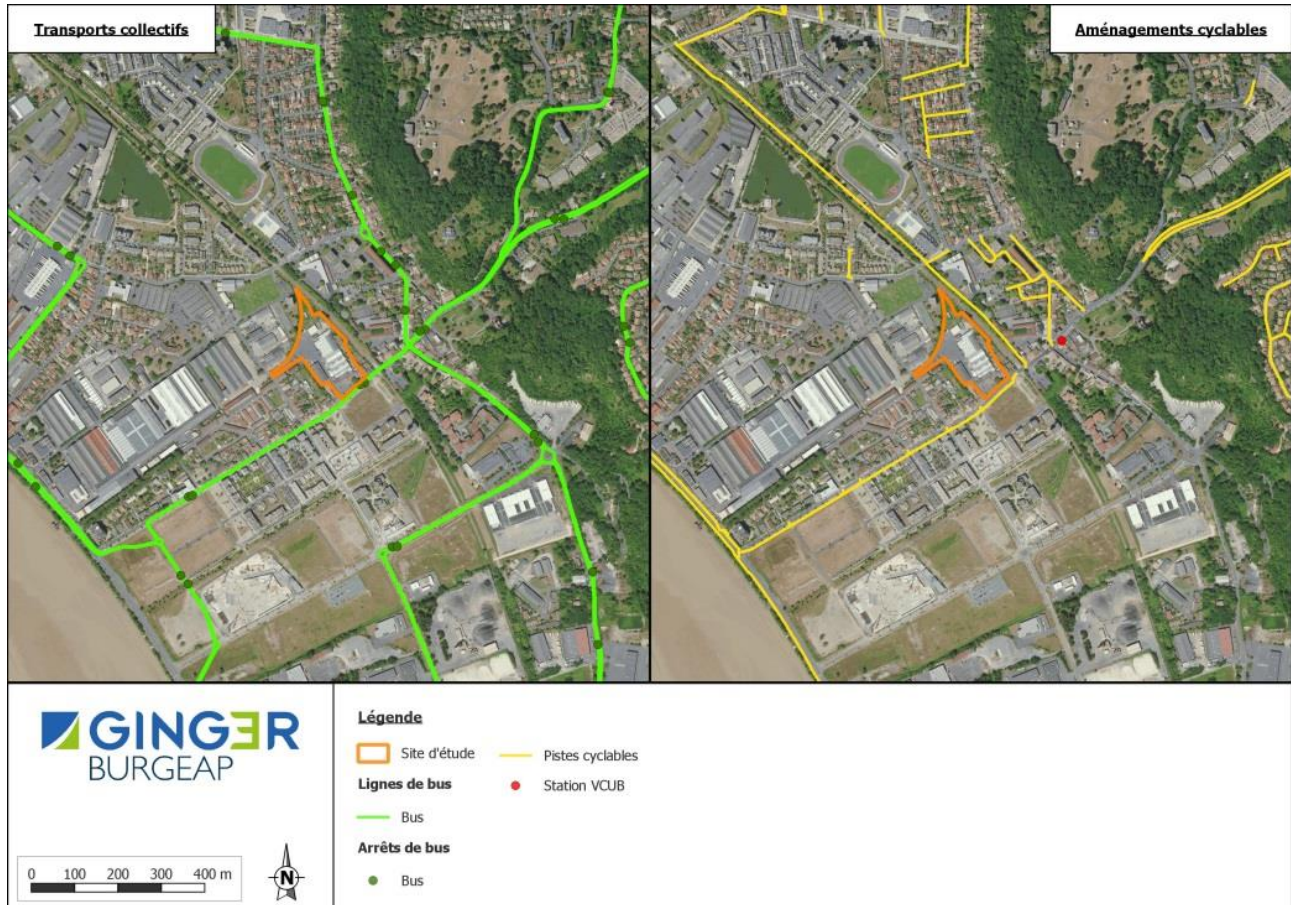 Transports collectifs
Aménagements cyclables
GINGER
BURGEAP
0 100 200 300 400 m
N
Légende
Site d'étude
Lignes de bus
Bus
Arrêts de bus
Bus
Pistes cyclables
Station VCUB